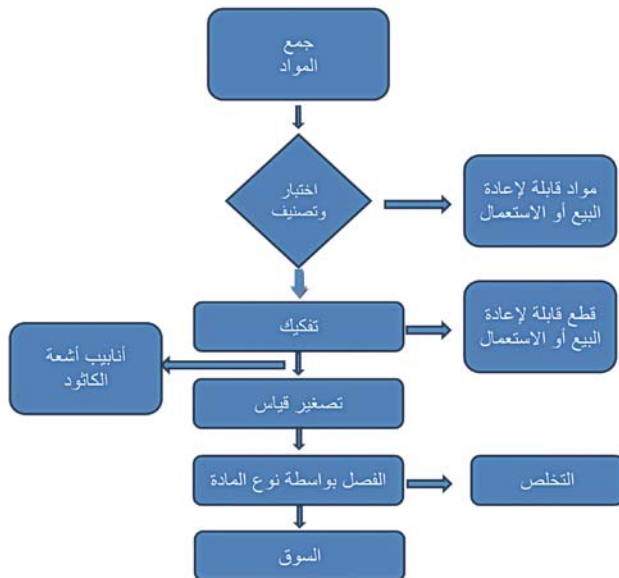 جمع
المواد
اختبار
وتصنيف
مواد قابلة لإعادة
البيع أو الاستعمال
تفكيك
قطع قابلة لإعادة
البيع أو الاستعمال
أنابيب أشعة
الكاثود
تصغير قياس
الفصل بواسطة نوع المادة
التخلص
السوق